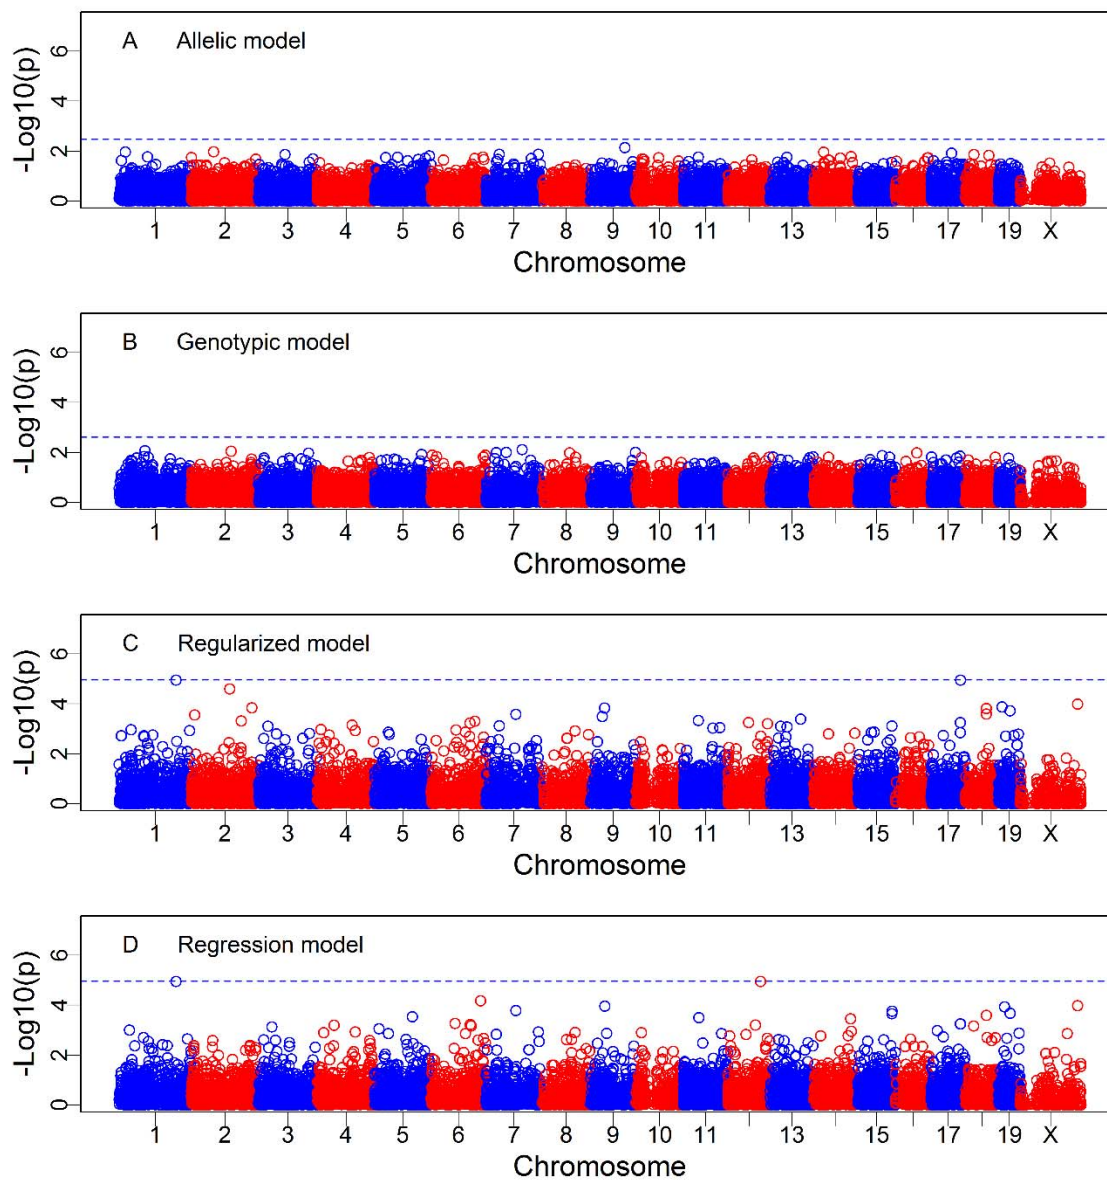 A Allelic model
6
4
2
0
-Log10(p)
1 2 3 4 5 6 7 8 9 10 11 13 15 17 19 X
Chromosome
B Genotypic model
6
4
2
0
-Log10(p)
1 2 3 4 5 6 7 8 9 10 11 13 15 17 19 X
Chromosome
C Regularized model
6
4
2
0
-Log10(p)
1 2 3 4 5 6 7 8 9 10 11 13 15 17 19 X
Chromosome
D Regression model
6
4
2
0
-Log10(p)
1 2 3 4 5 6 7 8 9 10 11 13 15 17 19 X
Chromosome